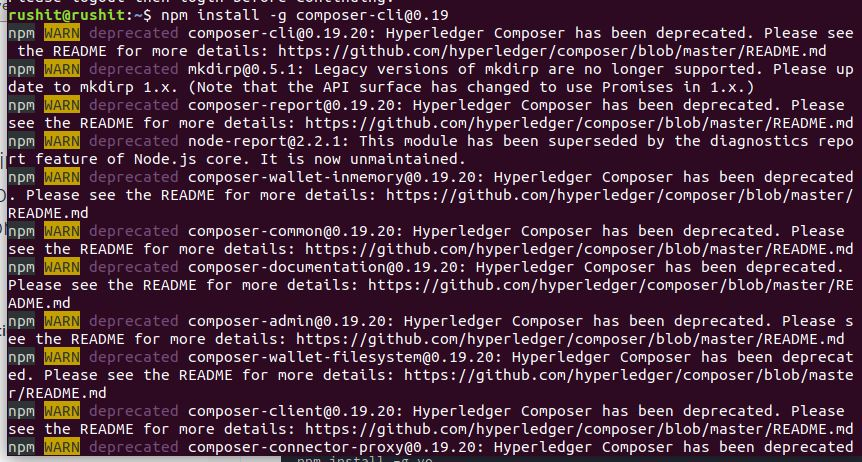 Please logout then login before continuing.
rushit@rushit:~$ npm install -g composer-cli@0.19
npm WARN deprecated composer-cli@0.19.20: Hyperledger Composer has been deprecated. Please see
 the README for more details: https://github.com/hyperledger/composer/blob/master/README.md
npm WARN deprecated mkdirp@0.5.1: Legacy versions of mkdirp are no longer supported. Please up
date to mkdirp 1.x. (Note that the API surface has changed to use Promises in 1.x.)
npm WARN deprecated composer-report@0.19.20: Hyperledger Composer has been deprecated. Please
see the README for more details: https://github.com/hyperledger/composer/blob/master/README.md
npm WARN deprecated node-report@2.2.1: This module has been superseded by the diagnostics repo
rt feature of Node.js core. It is now unmaintained.
npm WARN deprecated composer-wallet-inmemory@0.19.20: Hyperledger Composer has been deprecated
. Please see the README for more details: https://github.com/hyperledger/composer/blob/master/
README.md
npm WARN deprecated composer-common@0.19.20: Hyperledger Composer has been deprecated. Please
see the README for more details: https://github.com/hyperledger/composer/blob/master/README.md
npm WARN deprecated composer-documentation@0.19.20: Hyperledger Composer has been deprecated.
Please see the README for more details: https://github.com/hyperledger/composer/blob/master/RE
ADME.md
npm WARN deprecated composer-admin@0.19.20: Hyperledger Composer has been deprecated. Please s
ee the README for more details: https://github.com/hyperledger/composer/blob/master/README.md
npm WARN deprecated composer-wallet-filesystem@0.19.20: Hyperledger Composer has been deprecat
ed. Please see the README for more details: https://github.com/hyperledger/composer/blob/maste
r/README.md
npm WARN deprecated composer-client@0.19.20: Hyperledger Composer has been deprecated. Please
see the README for more details: https://github.com/hyperledger/composer/blob/master/README.md
npm WARN deprecated composer-connector-proxy@0.19.20: Hyperledger Composer has been deprecated
npm install -g yo